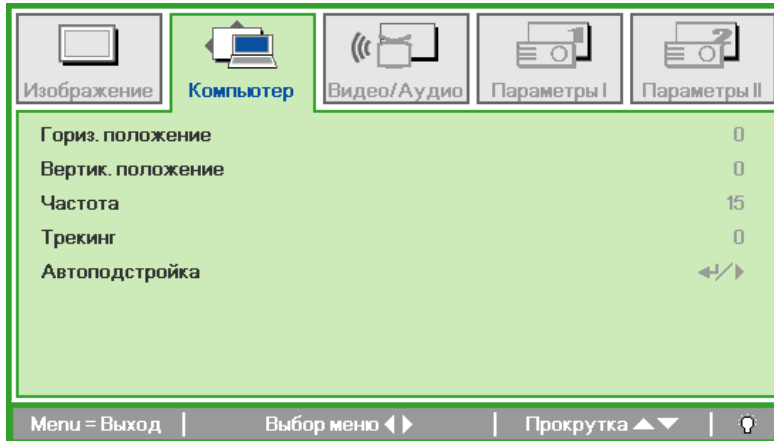 Изображение
Компьютер
Видео/Аудио
Параметры I
Параметры II
Гориз. положение 0
Вертик. положение 0
Частота 15
Трекинг 0
Автоподстройка
Menu = Выход
Выбор меню
Прокрутка